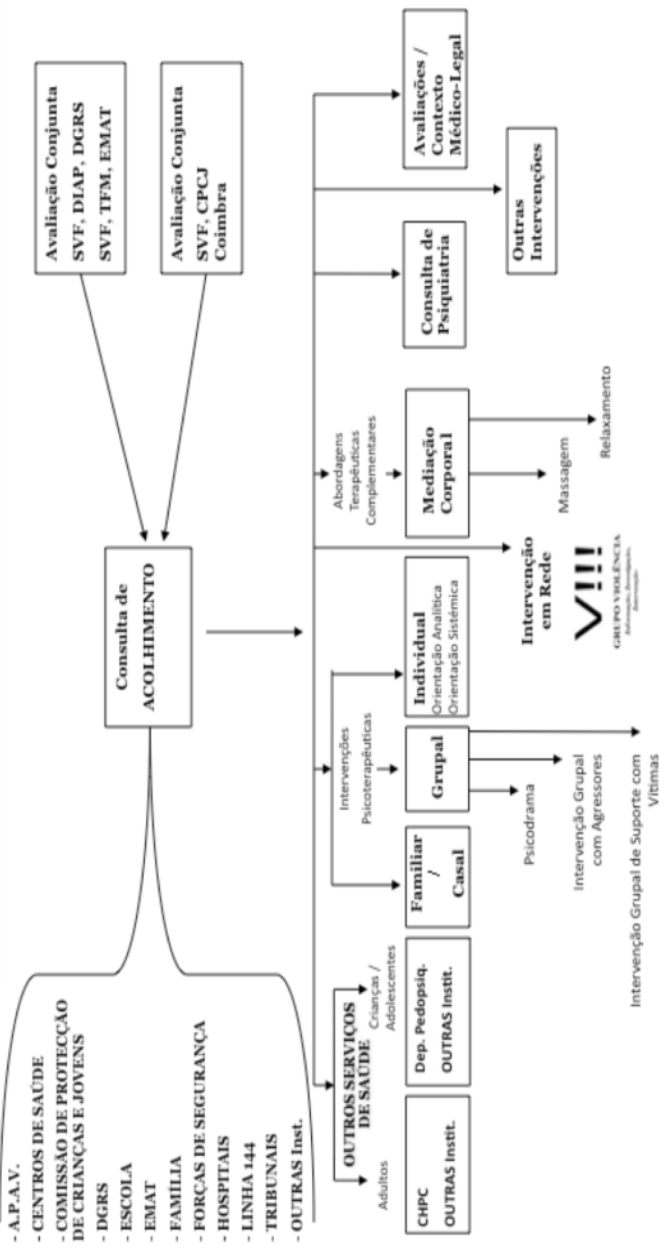 - A.P.A.V.
- CENTROS DE SAÚDE
- COMISSÃO DE PROTECÇÃO
DE CRIANÇAS E JOVENS
- DGRS
- ESCOLA
- EMAT
- FAMÍLIA
- FORÇAS DE SEGURANÇA
- HOSPITAIS
- LINHA 144
- TRIBUNAIS
- OUTRAS Inst.
Consulta de
ACOLHIMENTO
Avaliação Conjunta
SVF, DIAP, DGRS
SVF, TFM, EMAT
Avaliação Conjunta
SVF, CPCJ
Coimbra
OUTROS SERVIÇOS
DE SAÚDE
Adultos
Crianças /
Adolescentes
CHPC
OUTRAS Instit.
Dep. Pedopsiq.
OUTRAS Instit.
Intervenções
Psicoterapêuticas
Familiar
/
Casal
Grupal
Individual
Orientação Analítica
Orientação Sistémica
Psicodrama
Intervenção Grupal
com Agressores
Intervenção Grupal de Suporte com
Vítimas
Intervenção
em Rede
V!!!
GRUPO VIOLÊNCIA
Abordagens
Terapêuticas
Complementares
Mediação
Corporal
Massagem
Relaxamento
Consulta de
Psiquiatria
Outras
Intervenções
Avaliações /
Contexto
Médico-Legal